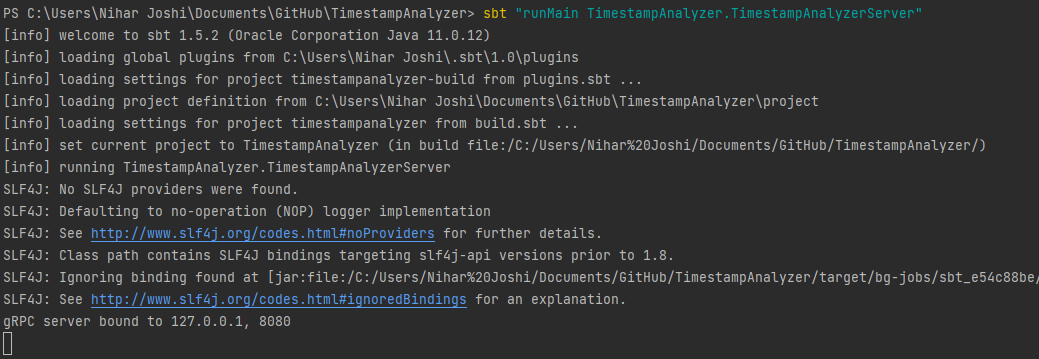 PS C:\Users\Nihar Joshi\Documents\GitHub\TimestampAnalyzer> sbt "runMain TimestampAnalyzer.TimestampAnalyzerServer"
[info] welcome to sbt 1.5.2 (Oracle Corporation Java 11.0.12)
[info] loading global plugins from C:\Users\Nihar Joshi\.sbt\1.0\plugins
[info] loading settings for project timestampanalyzer-build from plugins.sbt ...
[info] loading project definition from C:\Users\Nihar Joshi\Documents\GitHub\TimestampAnalyzer\project
[info] loading settings for project timestampanalyzer from build.sbt ...
[info] set current project to TimestampAnalyzer (in build file:/C:/Users/Nihar%20Joshi/Documents/GitHub/TimestampAnalyzer/)
[info] running TimestampAnalyzer.TimestampAnalyzerServer
SLF4J: No SLF4J providers were found.
SLF4J: Defaulting to no-operation (NOP) logger implementation
SLF4J: See http://www.slf4j.org/codes.html#noProviders for further details.
SLF4J: Class path contains SLF4J bindings targeting slf4j-api versions prior to 1.8.
SLF4J: Ignoring binding found at [jar:file:/C:/Users/Nihar%20Joshi/Documents/GitHub/TimestampAnalyzer/target/bg-jobs/sbt_e54c88be/
SLF4J: See http://www.slf4j.org/codes.html#ignoredBindings for an explanation.
gRPC server bound to 127.0.0.1, 8080